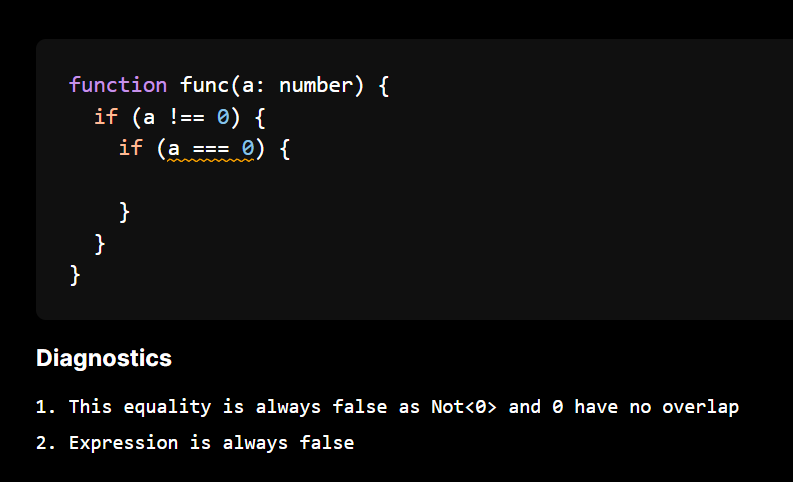 function func(a: number) {
  if (a !== 0) {
    if (a === 0) {
    }
  }
}
Diagnostics
1. This equality is always false as Not<0> and 0 have no overlap
2. Expression is always false